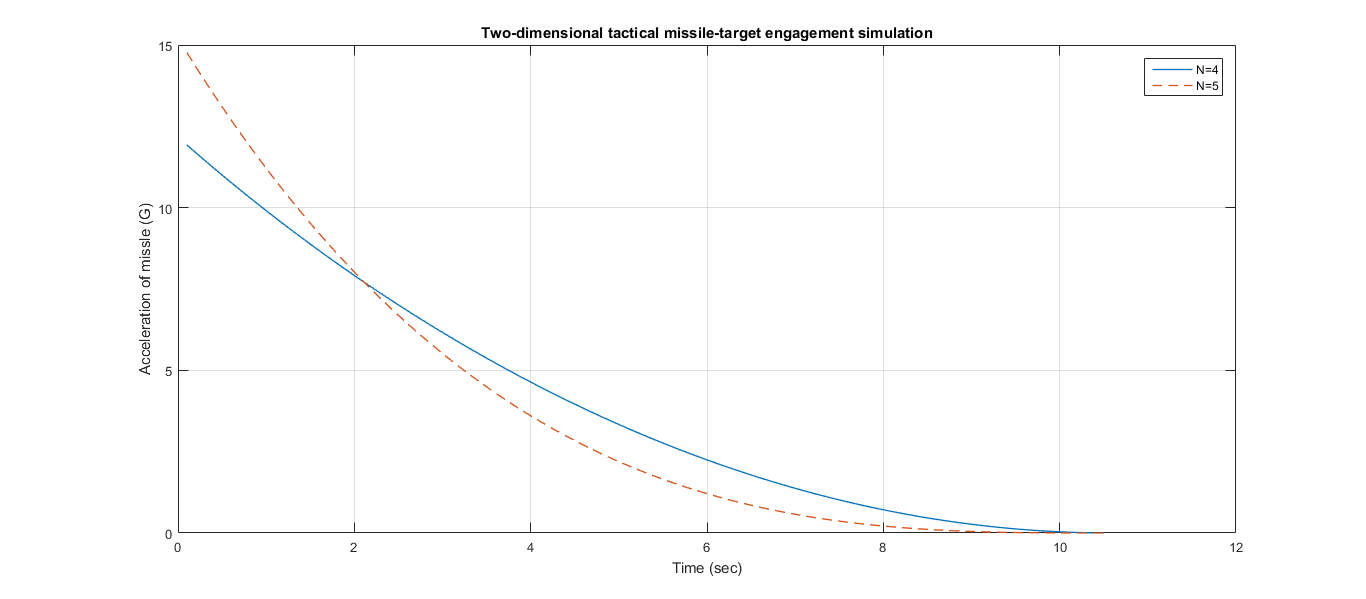 Two-dimensional tactical missile-target engagement simulation
15
N=4
N=5
10
Acceleration of missle (G)
5
0
0 2 4 6 8 10 12
Time (sec)